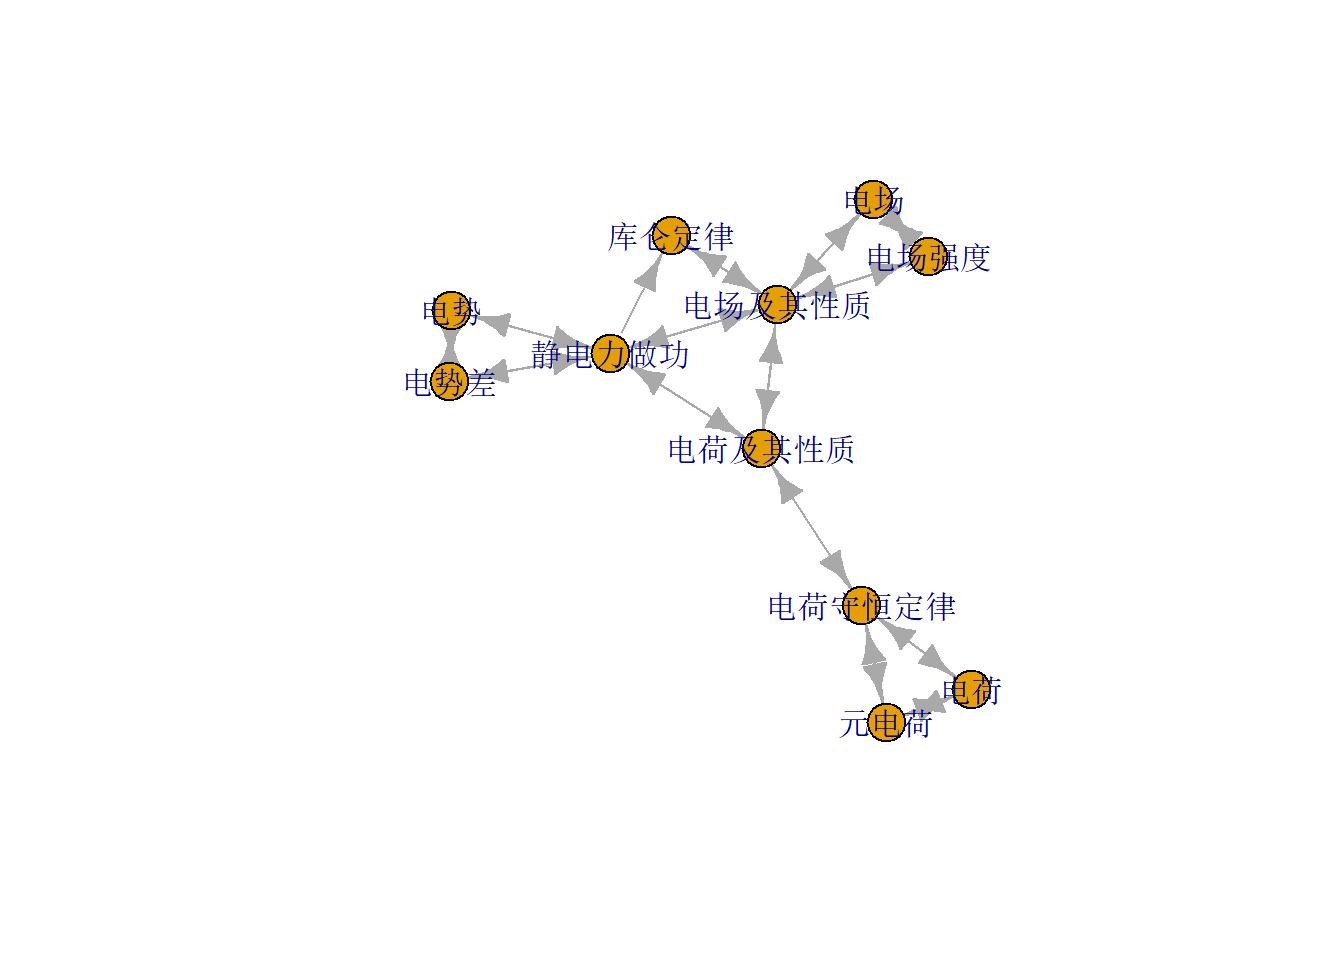 电场
库仑定律
电场强度
电场及其性质
电势
静电力做功
电势差
电荷及其性质
电荷守恒定律
电荷
元电荷